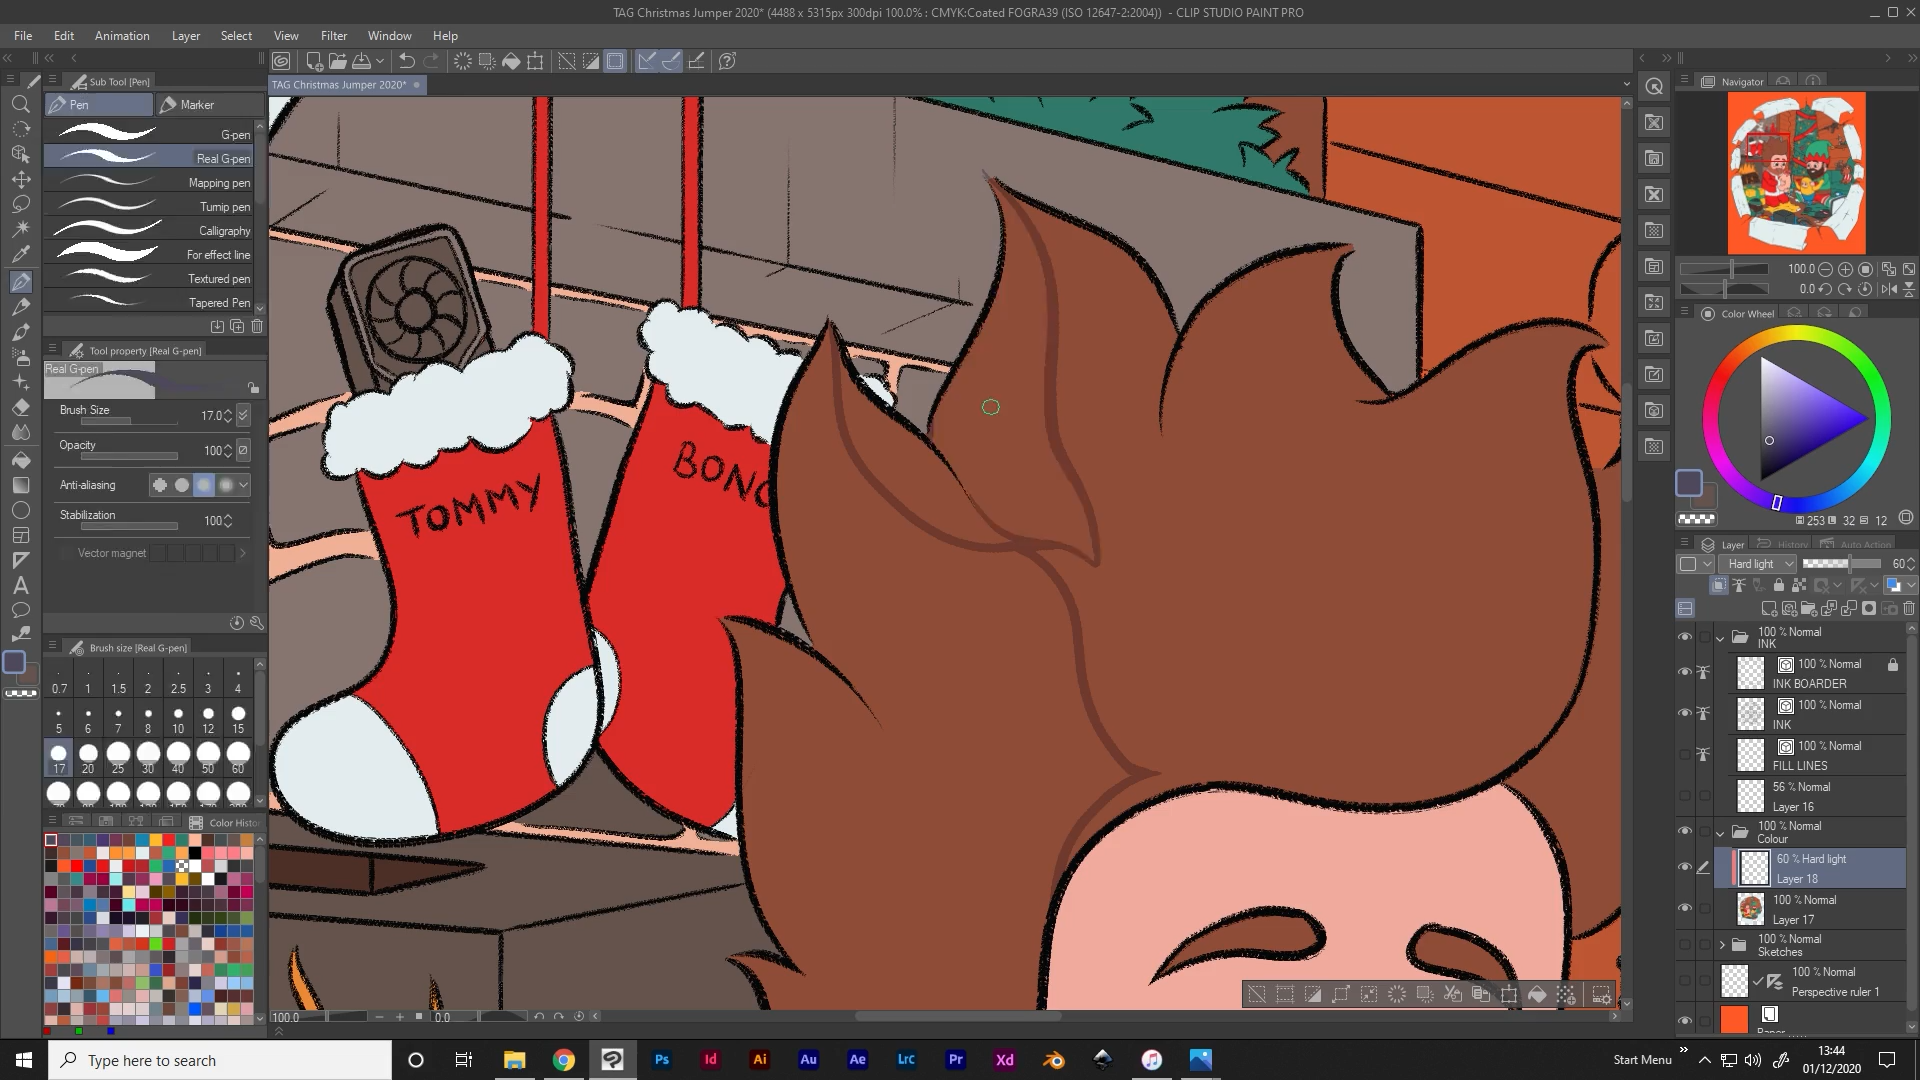 TAG Christmas Jumper 2020* (4488 x 5315px 300dpi 100.0% : CMYK:Coated FOGRA39 (ISO 12647-2:2004)) - CLIP STUDIO PAINT PRO
File Edit Animation Layer Select View Filter Window Help
Sub Tool [Pen]
TAG Christmas Jumper 2020*
Navigator
Pen Marker
G-pen
Real G-pen
Mapping pen
Turnip pen
Calligraphy
For effect line
Textured pen
Tapered Pen
100.0
0.0
Color Wheel
Tool property [Real G-pen]
Real G-pen
Brush Size 17.0
Opacity 100
Anti-aliasing
Stabilization 100
Vector magnet
TOMMY
BONO
253 32 12
Layer History Auto Action
Hard light 60
Brush size [Real G-pen]
0.7 1 1.5 2 2.5 3 4
5 6 7 8 10 12 15
17 20 25 30 40 50 60
Color Histo
100 % Normal
INK
100 % Normal
INK BOARDER
100 % Normal
INK
100 % Normal
FILL LINES
56 % Normal
Layer 16
100 % Normal
Colour
60 % Hard light
Layer 18
100 % Normal
Layer 17
100 % Normal
Sketches
100 % Normal
Perspective ruler 1
Paper
100.0 0.0
Type here to search
Ps Id Ai Au Ae Lrc Pr Xd
Start Menu
13:44
01/12/2020